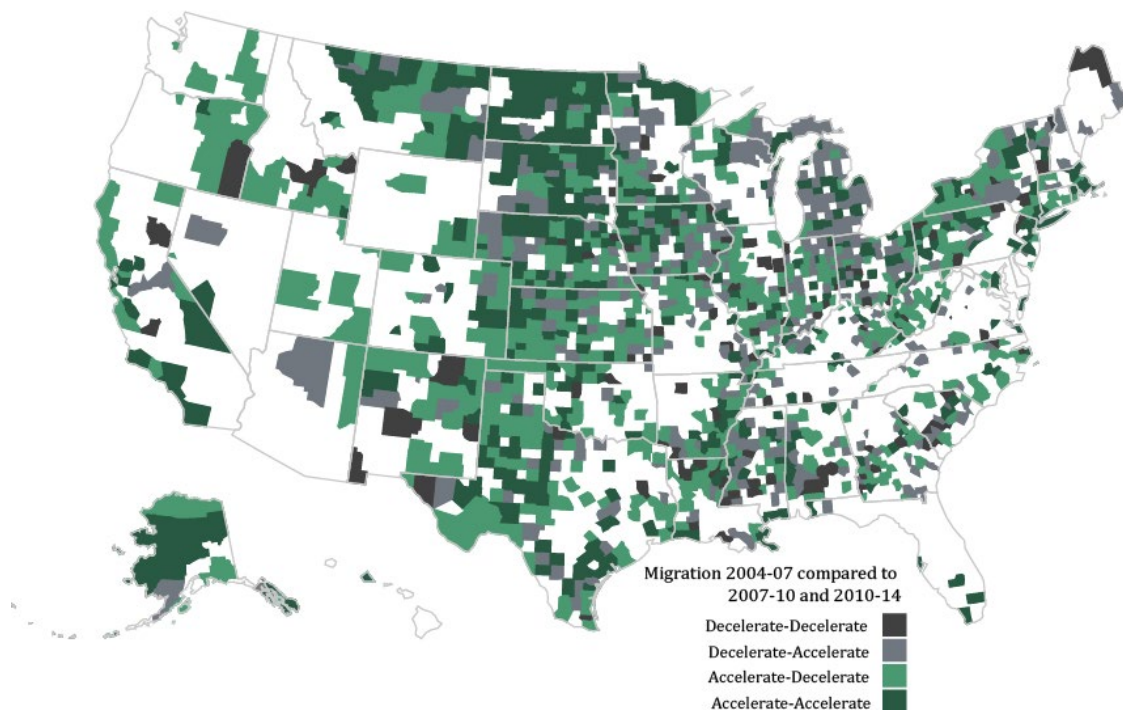 Migration 2004-07 compared to
2007-10 and 2010-14
Decelerate-Decelerate
Decelerate-Accelerate
Accelerate-Decelerate
Accelerate-Accelerate